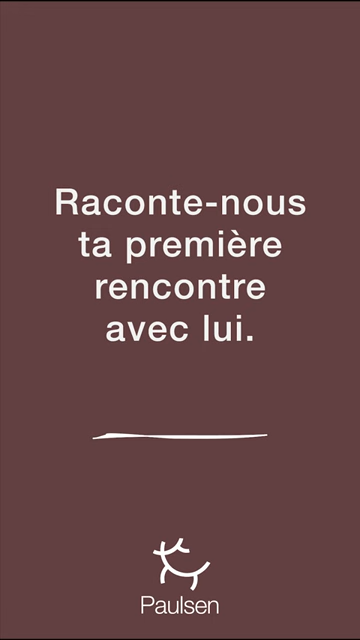 Raconte-nous
ta première
rencontre
avec lui.
Paulsen